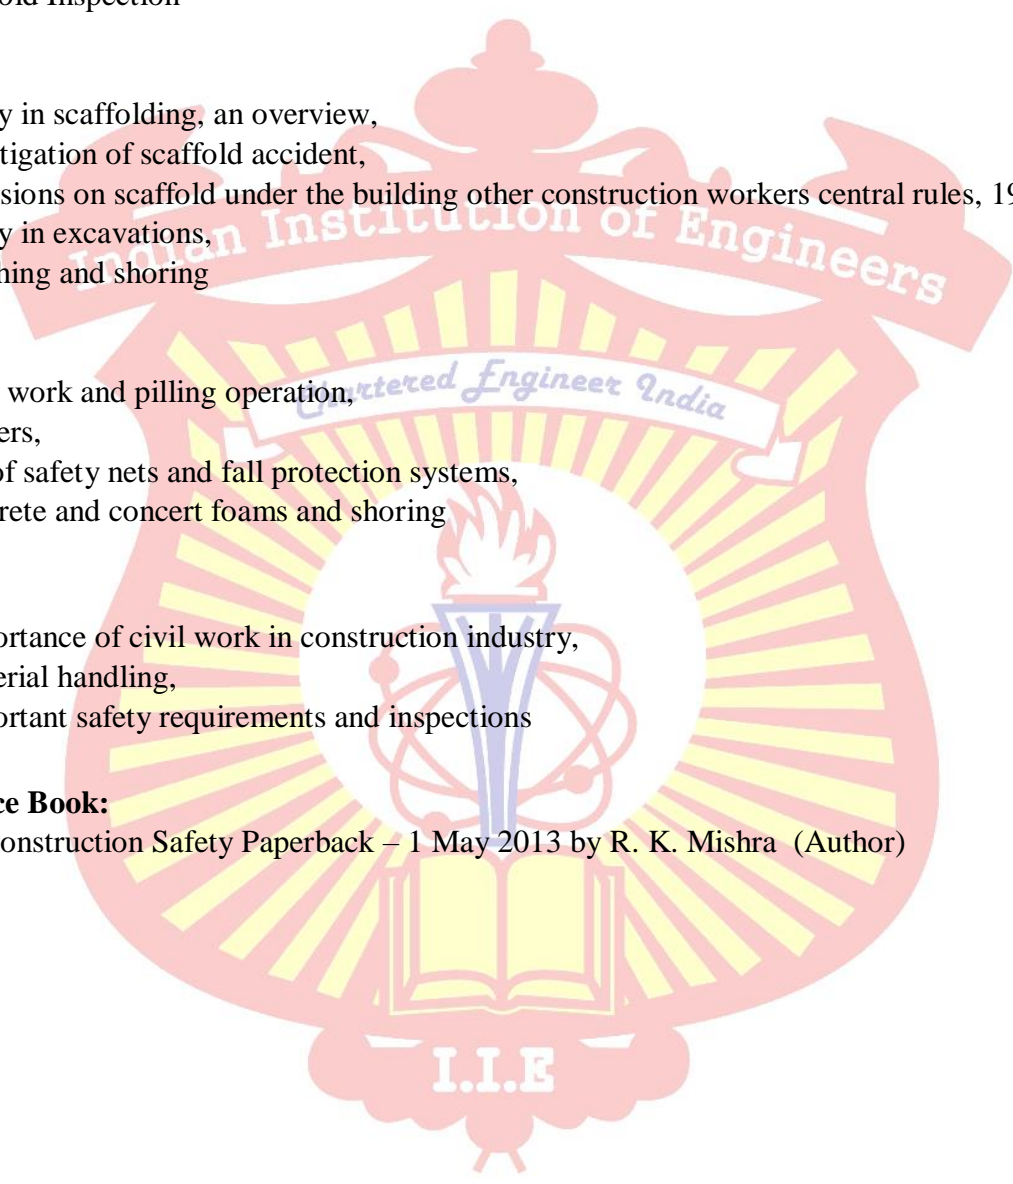 old Inspection
y in scaffolding, an overview,
tigation of scaffold accident,
sions on scaffold under the building other construction workers central rules, 19
Indian Institution of Engineers
y in excavations,
hing and shoring
work and pilling operation,
Chartered Engineer India
ers,
of safety nets and fall protection systems,
rete and concert foams and shoring
ortance of civil work in construction industry,
erial handling,
ortant safety requirements and inspections
ce Book:
onstruction Safety Paperback – 1 May 2013 by R. K. Mishra (Author)
I.I.E